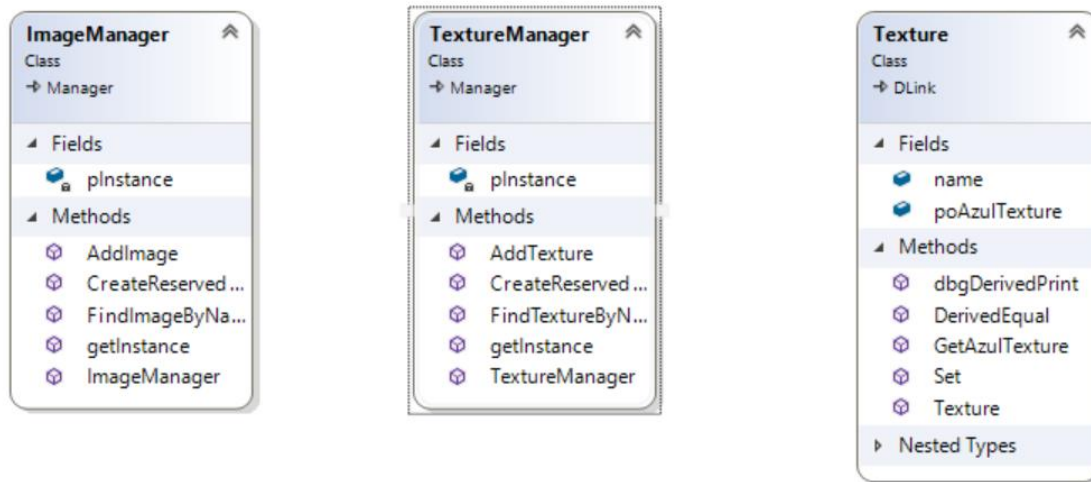 ImageManager
Class
Manager
Fields
pInstance
Methods
AddImage
CreateReserved ...
FindImageByNa...
getInstance
ImageManager
TextureManager
Class
Manager
Fields
pInstance
Methods
AddTexture
CreateReserved ...
FindTextureByN...
getInstance
TextureManager
Texture
Class
DLink
Fields
name
poAzulTexture
Methods
dbgDerivedPrint
DerivedEqual
GetAzulTexture
Set
Texture
Nested Types